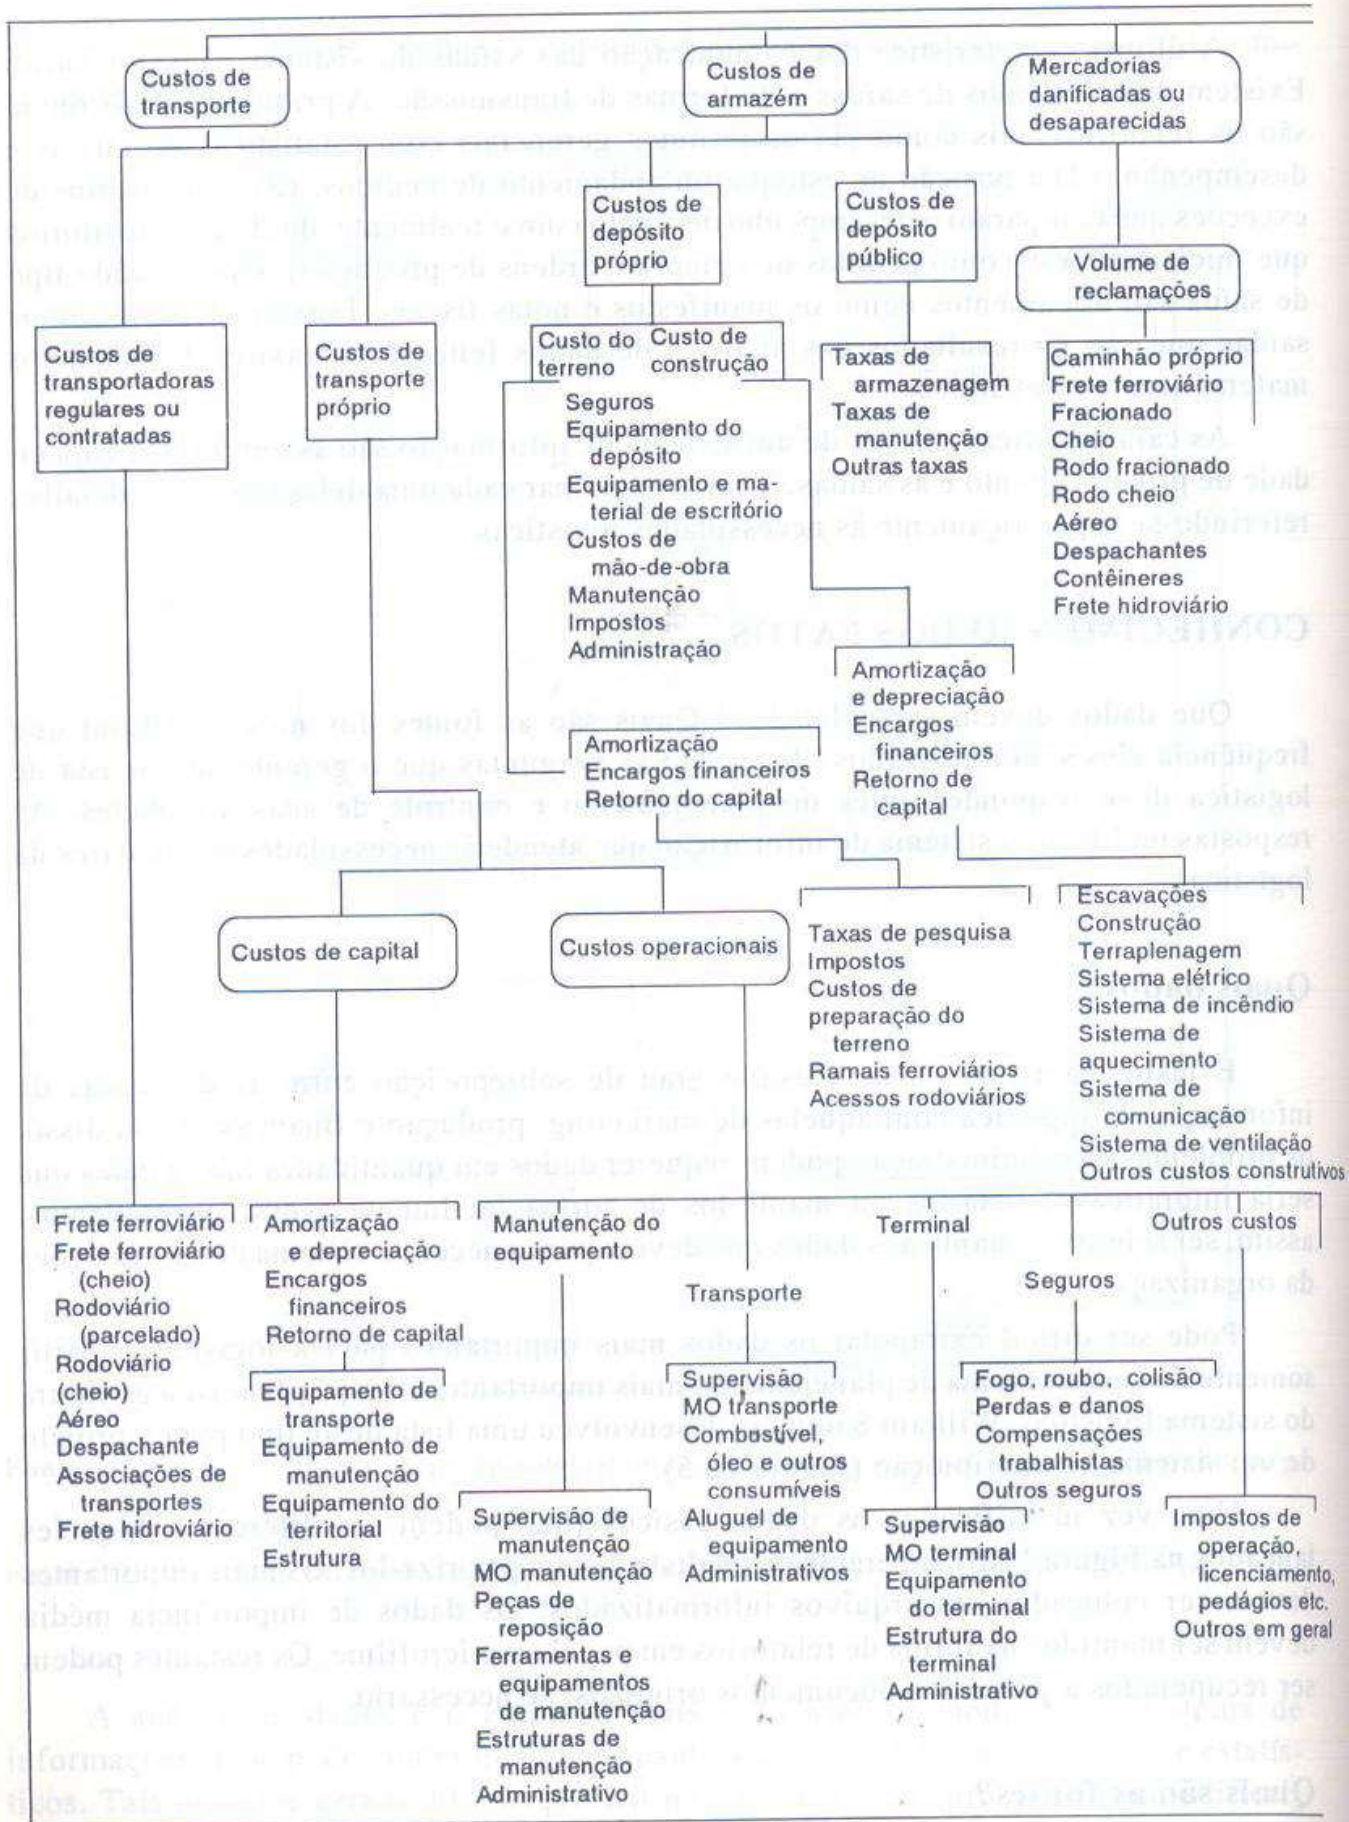 Custos de
transporte
Custos de
armazém
Mercadorias
danificadas ou
desaparecidas
Custos de
depósito
próprio
Custos de
depósito
público
Volume de
reclamações
Custos de
transportadoras
regulares ou
contratadas
Custos de
transporte
próprio
Custo do
terreno
Custo de
construção
Seguros
Equipamento do
depósito
Equipamento e ma-
terial de escritório
Custos de
mão-de-obra
Manutenção
Impostos
Administração
Taxas de
armazenagem
Taxas de
manutenção
Outras taxas
Caminhão próprio
Frete ferroviário
Fracionado
Cheio
Rodo fracionado
Rodo cheio
Aéreo
Despachantes
Contêineres
Frete hidroviário
Amortização
Encargos financeiros
Retorno do capital
Amortização
e depreciação
Encargos
financeiros
Retorno de
capital
Custos de capital
Custos operacionais
Taxas de pesquisa
Impostos
Custos de
preparação do
terreno
Ramais ferroviários
Acessos rodoviários
Escavações
Construção
Terraplenagem
Sistema elétrico
Sistema de incêndio
Sistema de
aquecimento
Sistema de
comunicação
Sistema de ventilação
Outros custos construtivos
Frete ferroviário
Frete ferroviário
(cheio)
Rodoviário
(parcelado)
Rodoviário
(cheio)
Aéreo
Despachante
Associações de
transportes
Frete hidroviário
Amortização
e depreciação
Encargos
financeiros
Retorno de capital
Equipamento de
transporte
Equipamento de
manutenção
Equipamento do
territorial
Estrutura
Manutenção do
equipamento
Supervisão de
manutenção
MO manutenção
Peças de
reposição
Ferramentas e
equipamentos
de manutenção
Estruturas de
manutenção
Administrativo
Transporte
Supervisão
MO transporte
Combustível,
óleo e outros
consumíveis
Aluguel de
equipamento
Administrativos
Terminal
Supervisão
MO terminal
Equipamento
do terminal
Estrutura do
terminal
Administrativo
Seguros
Fogo, roubo, colisão
Perdas e danos
Compensações
trabalhistas
Outros seguros
Outros custos
Impostos de
operação,
licenciamento,
pedágios etc.
Outros em geral